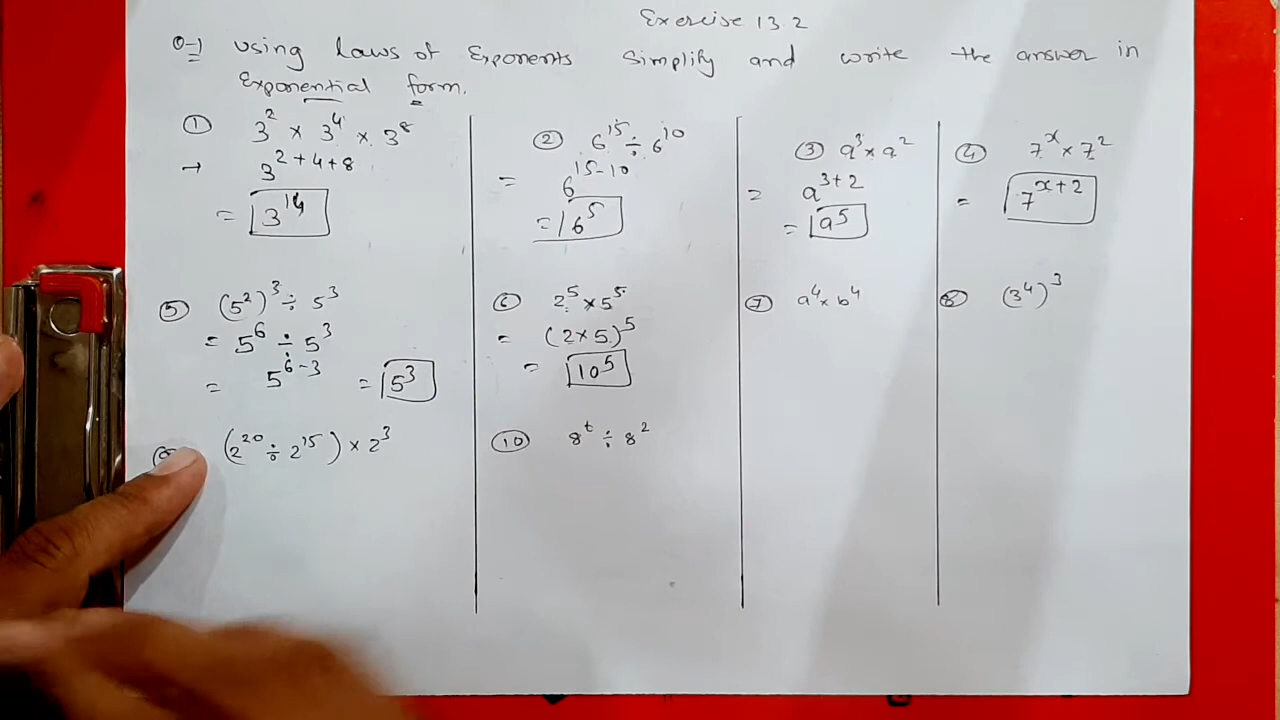 Exercise 13.2
Q-1 using laws of Exponents simplify and write the answer in
Exponential form.
① 3² × 3⁴ × 3⁸
→ 3²⁺⁴⁺⁸
= 3¹⁴
② 6¹⁵ ÷ 6¹⁰
= 6¹⁵⁻¹⁰
= 6⁵
③ a³ × a²
= a³⁺²
= a⁵
④ 7ˣ × 7²
= 7ˣ⁺²
⑤ (5²)³ ÷ 5³
= 5⁶ ÷ 5³
= 5⁶⁻³ = 5³
⑥ 2⁵ × 5⁵
= (2 × 5)⁵
= 10⁵
⑦ a⁴ × b⁴
⑧ (3⁴)³
(2²⁰ ÷ 2¹⁵) × 2³
⑩ 8ᵗ ÷ 8²